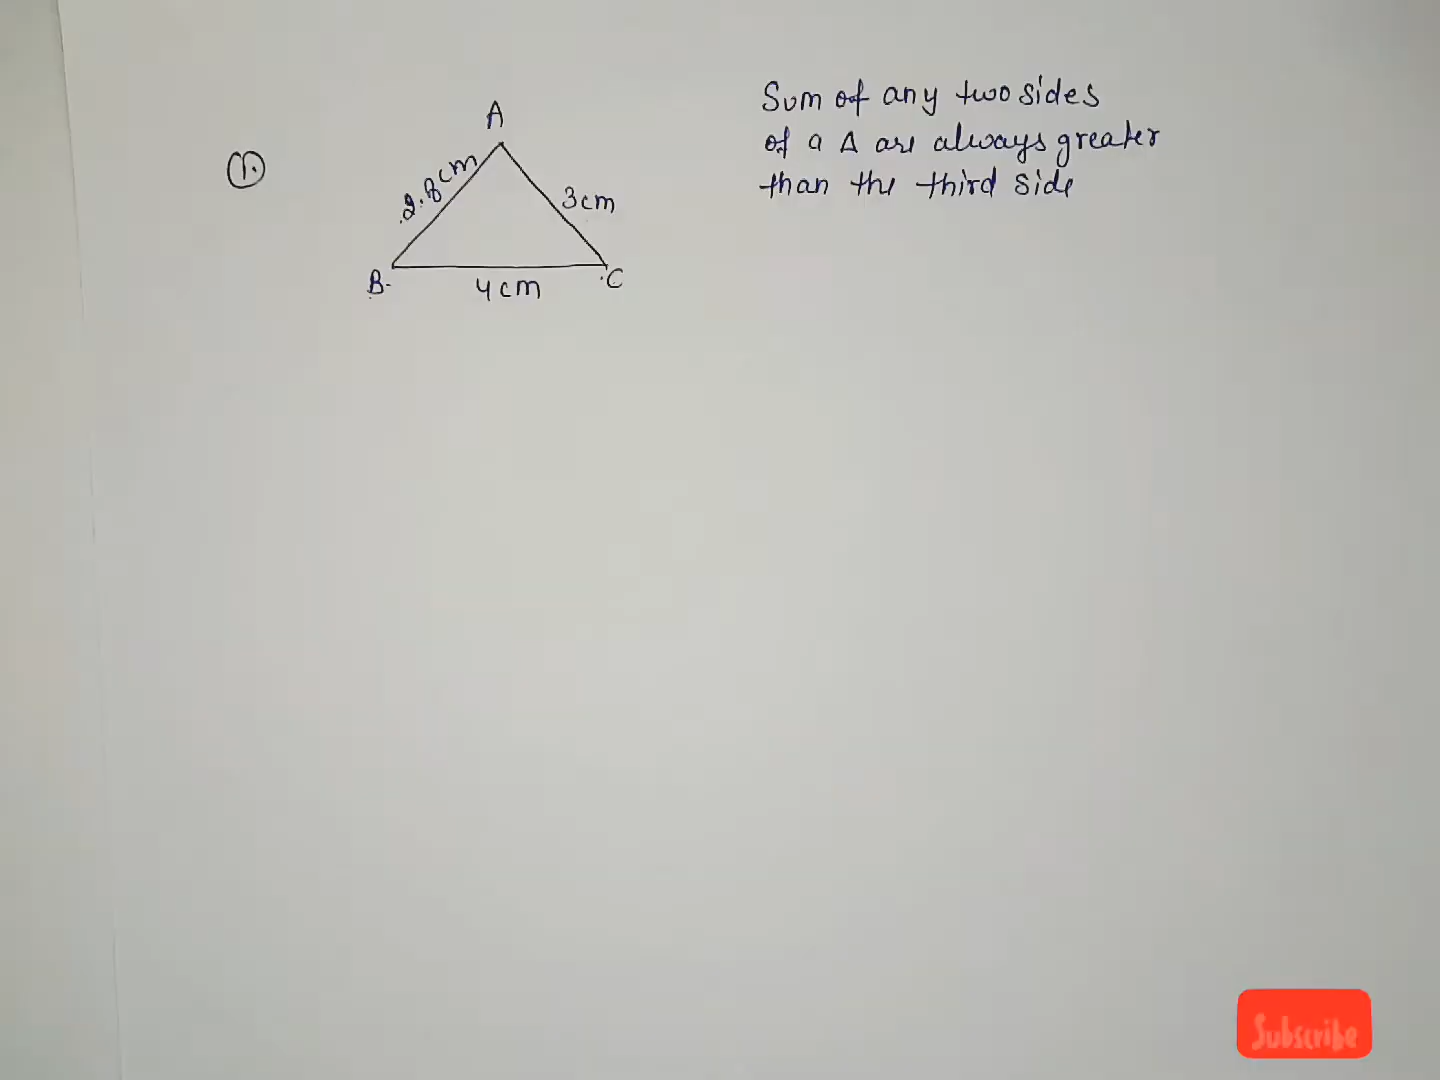 Sum of any two sides
of a Δ are always greater
than the third side
①.
A
2.8cm
3cm
B
4cm
C
Subscribe